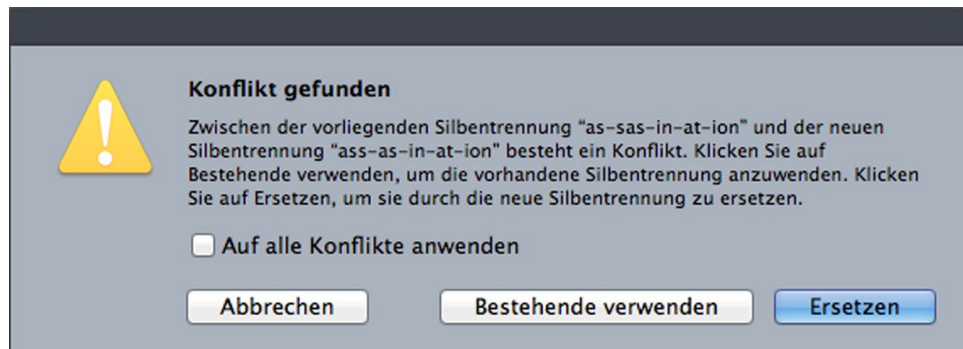 Konflikt gefunden
Zwischen der vorliegenden Silbentrennung “as-sas-in-at-ion” und der neuen
Silbentrennung “ass-as-in-at-ion” besteht ein Konflikt. Klicken Sie auf
Bestehende verwenden, um die vorhandene Silbentrennung anzuwenden. Klicken
Sie auf Ersetzen, um sie durch die neue Silbentrennung zu ersetzen.
Auf alle Konflikte anwenden
Abbrechen Bestehende verwenden Ersetzen